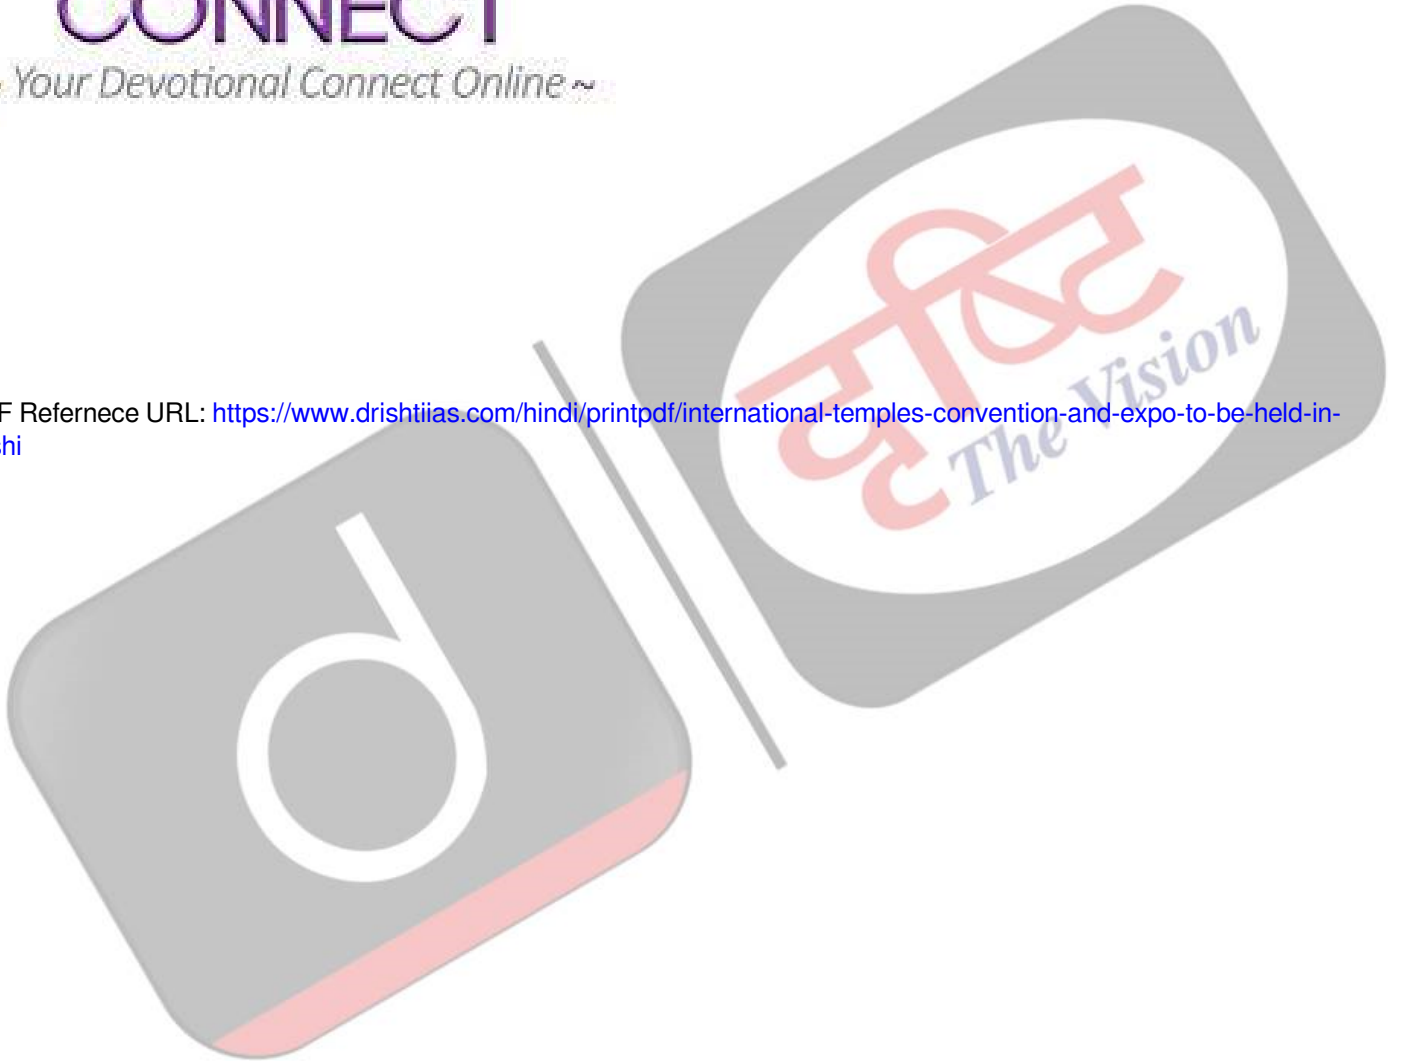 CONNECT
Your Devotional Connect Online ~
F Refernece URL: https://www.drishtiias.com/hindi/printpdf/international-temples-convention-and-expo-to-be-held-in-
shi
दृष्टि
The Vision
d